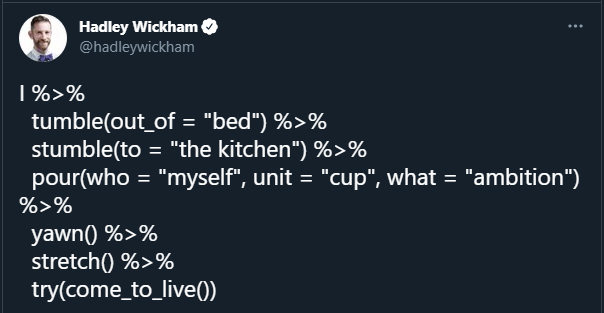 Hadley Wickham
@hadleywickham
I %>%
tumble(out_of = "bed") %>%
stumble(to = "the kitchen") %>%
pour(who = "myself", unit = "cup", what = "ambition")
%>%
yawn() %>%
stretch() %>%
try(come_to_live())